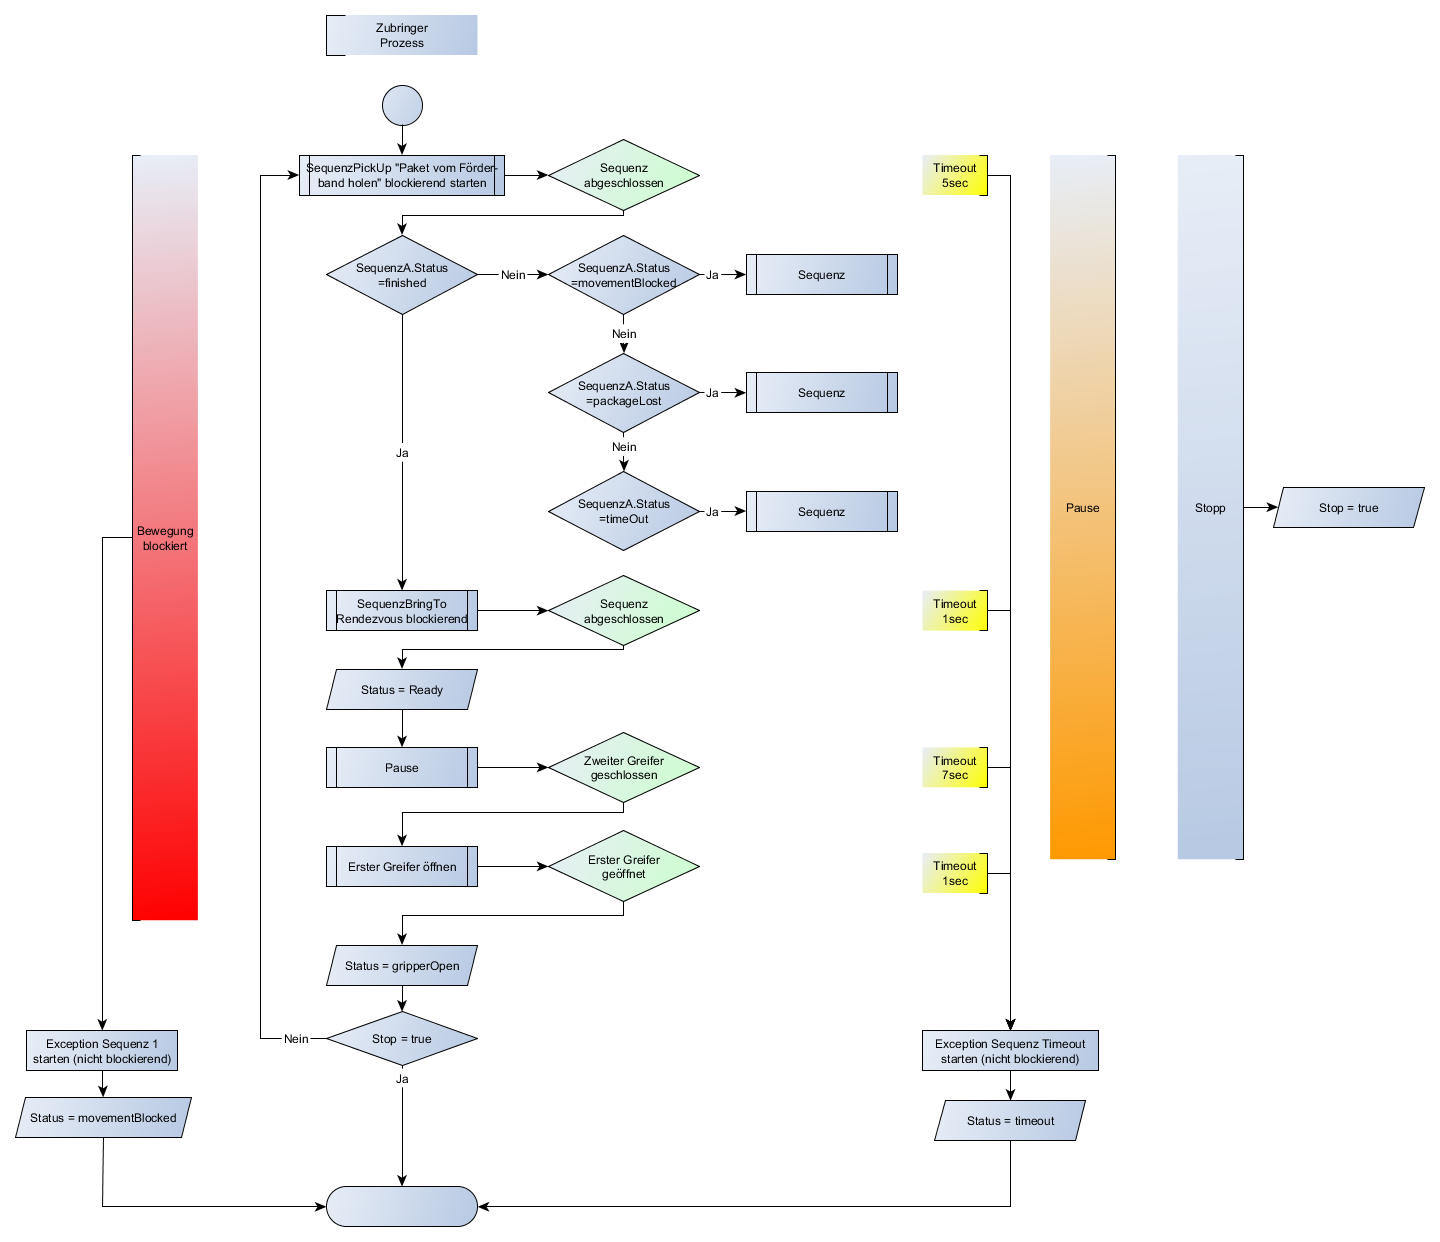 Zubringer
Prozess
SequenzPickUp "Paket vom Förder-
band holen" blockierend starten
Sequenz
abgeschlossen
Timeout
5sec
SequenzA.Status
=finished
Nein
SequenzA.Status
=movementBlocked
Ja
Sequenz
Nein
SequenzA.Status
=packageLost
Ja
Sequenz
Ja
Nein
SequenzA.Status
=timeOut
Ja
Sequenz
Bewegung
blockiert
Pause
Stopp
Stop = true
SequenzBringTo
Rendezvous blockierend
Sequenz
abgeschlossen
Timeout
1sec
Status = Ready
Pause
Zweiter Greifer
geschlossen
Timeout
7sec
Erster Greifer öffnen
Erster Greifer
geöffnet
Timeout
1sec
Status = gripperOpen
Nein
Stop = true
Ja
Exception Sequenz 1
starten (nicht blockierend)
Exception Sequenz Timeout
starten (nicht blockierend)
Status = movementBlocked
Status = timeout